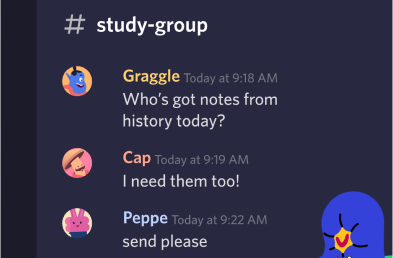 # study-group
Graggle Today at 9:18 AM
Who's got notes from
history today?
Cap Today at 9:19 AM
I need them too!
Peppe Today at 9:22 AM
send please